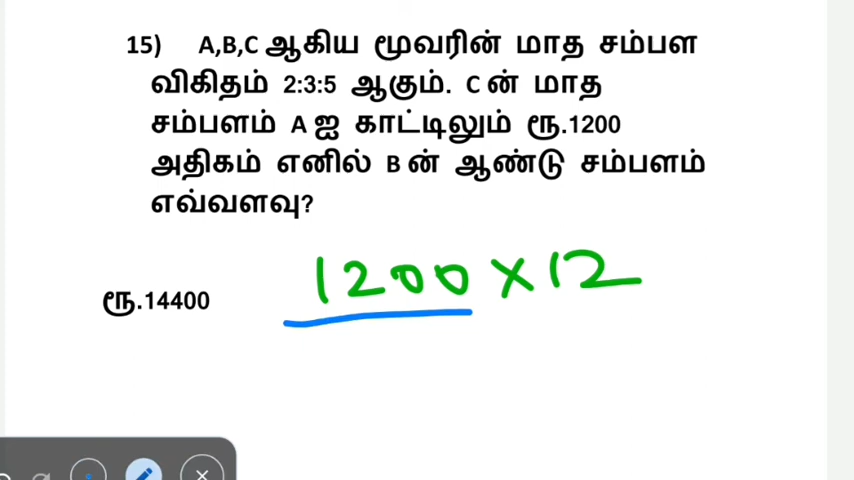 15) A,B,C ஆகிய மூவரின் மாத சம்பள
விகிதம் 2:3:5 ஆகும். C ன் மாத
சம்பளம் A ஐ காட்டிலும் ரூ.1200
அதிகம் எனில் B ன் ஆண்டு சம்பளம்
எவ்வளவு?
1200 × 12
ரூ.14400